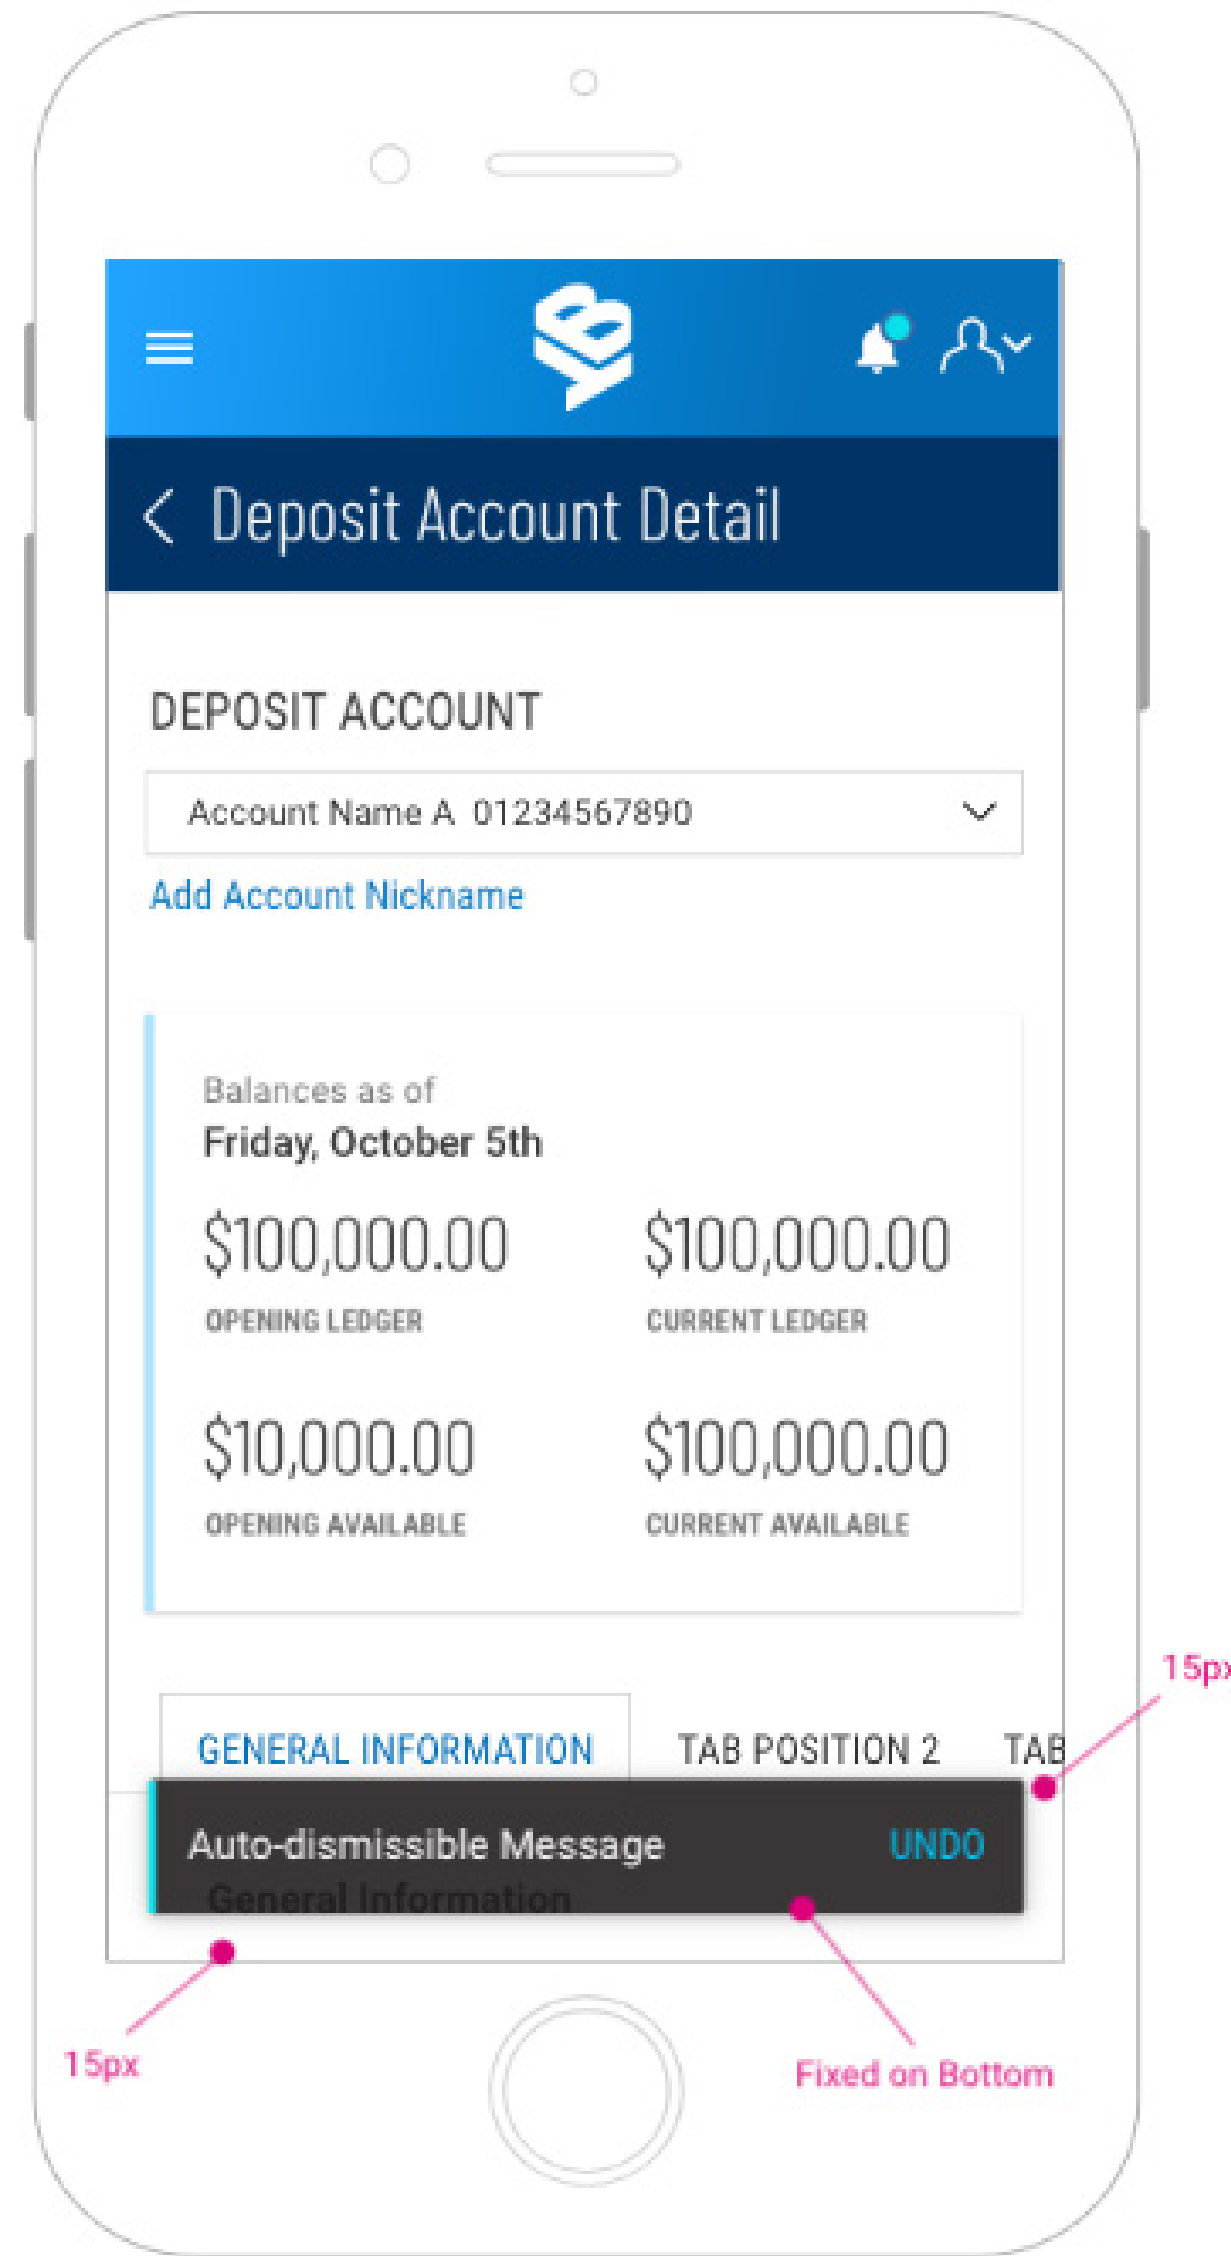 Deposit Account Detail
DEPOSIT ACCOUNT
Account Name A 01234567890
Add Account Nickname
Balances as of
Friday, October 5th
$100,000.00 $100,000.00
OPENING LEDGER CURRENT LEDGER
$10,000.00 $100,000.00
OPENING AVAILABLE CURRENT AVAILABLE
15px
GENERAL INFORMATION TAB POSITION 2 TAB
Auto-dismissible Message UNDO
General Information
15px
Fixed on Bottom